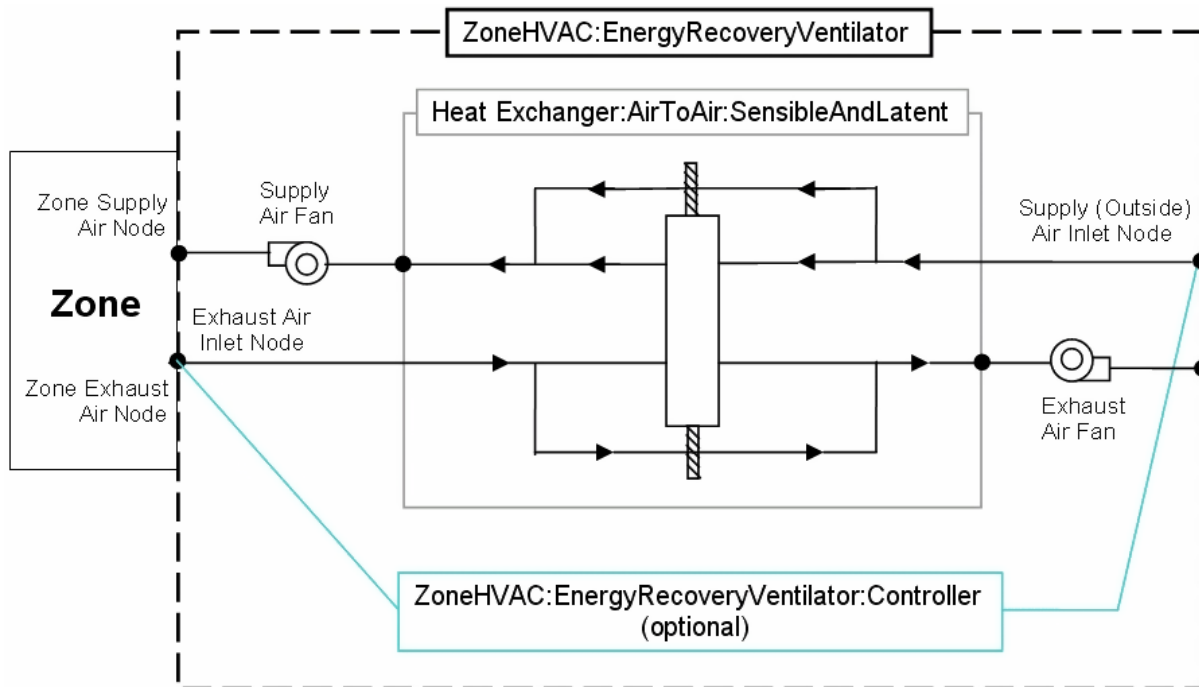 ZoneHVAC:EnergyRecoveryVentilator
Heat Exchanger:AirToAir:SensibleAndLatent
Zone Supply
Air Node
Supply
Air Fan
Supply (Outside)
Air Inlet Node
Zone
Exhaust Air
Inlet Node
Zone Exhaust
Air Node
Exhaust
Air Fan
ZoneHVAC:EnergyRecoveryVentilator:Controller
(optional)